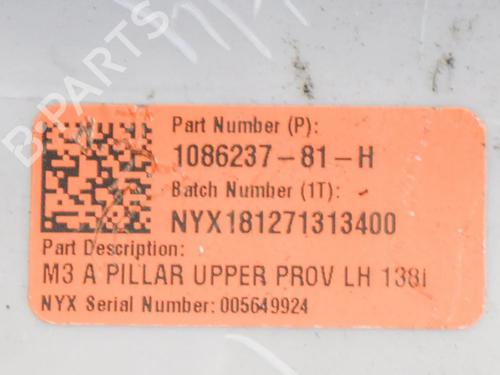 B-PARTS
Part Number (P):
1086237-81-H
Batch Number (1T):
NYX181271313400
Part Description:
M3 A PILLAR UPPER PROV LH 138I
NYX Serial Number: 005649924